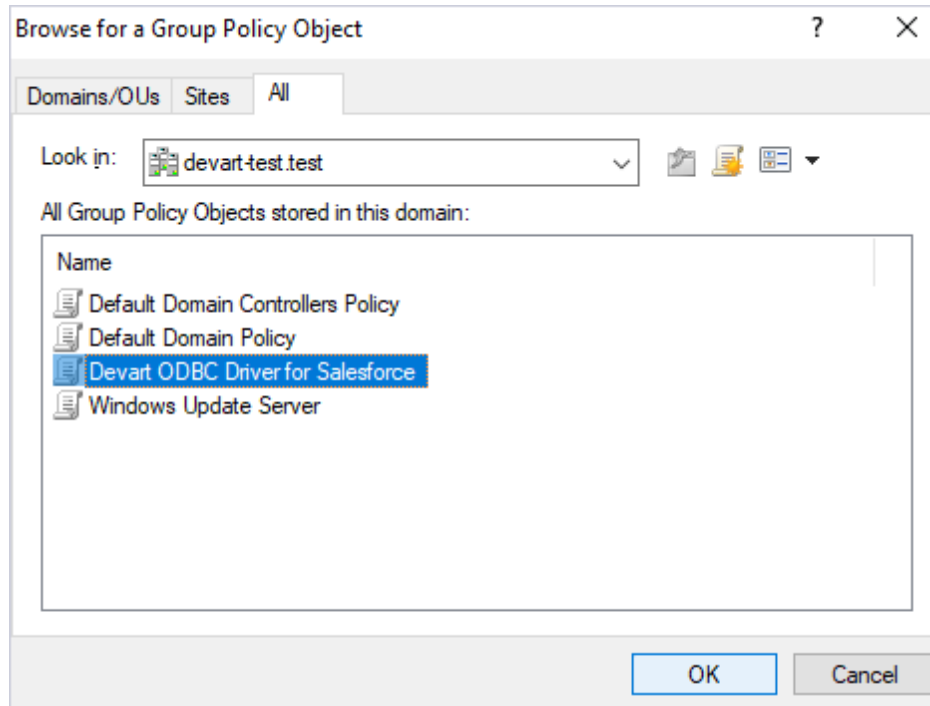 Browse for a Group Policy Object ?
Domains/OUs Sites All
Look in: devart-test.test
All Group Policy Objects stored in this domain:
Name
Default Domain Controllers Policy
Default Domain Policy
Devart ODBC Driver for Salesforce
Windows Update Server
OK Cancel